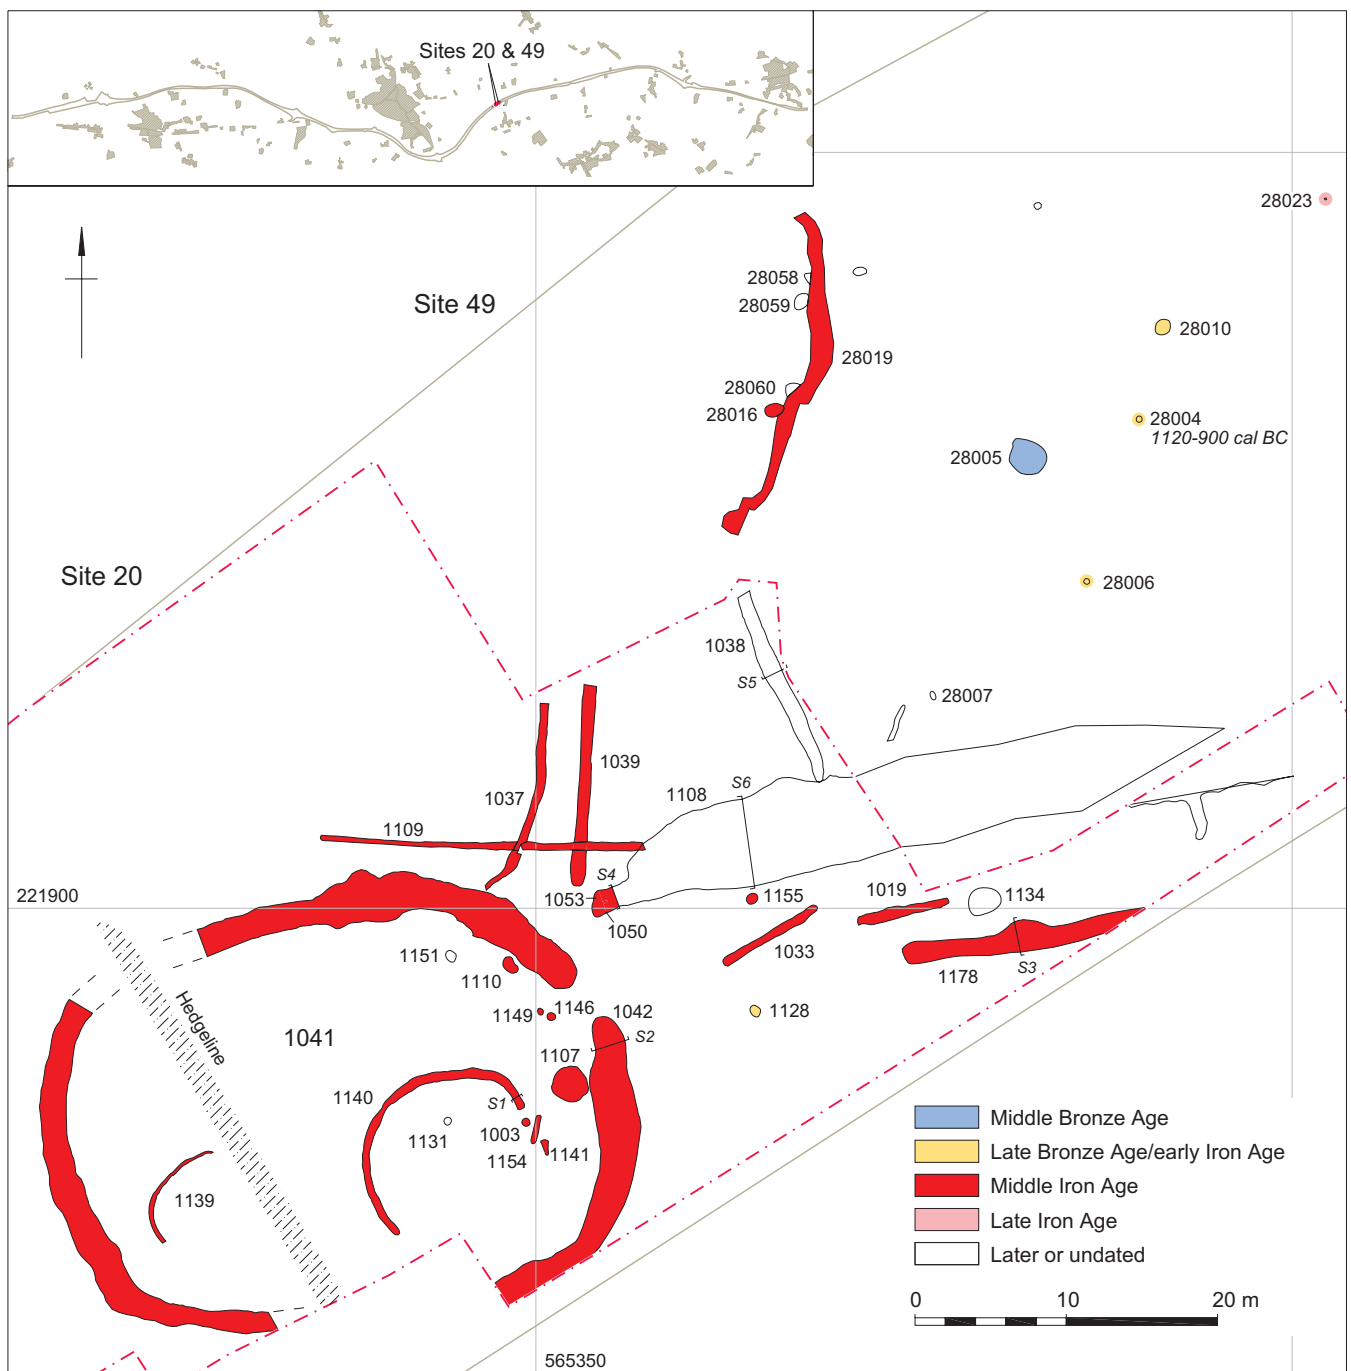 Sites 20 & 49
28023
28058
Site 49
28059
28010
28019
28060
28016
28004
1120-900 cal BC
28005
Site 20
28006
1038
S5
28007
1039
S6
1037
1108
1109
S4
1155
1019
1134
1053
221900
1050
1033
1151
1110
1178
S3
Hedgeline
1149
1146
1042
1128
1041
S2
1107
1140
S1
1131
1003
1154
1141
1139
Middle Bronze Age
Late Bronze Age/early Iron Age
Middle Iron Age
Late Iron Age
Later or undated
0 10 20 m
565350